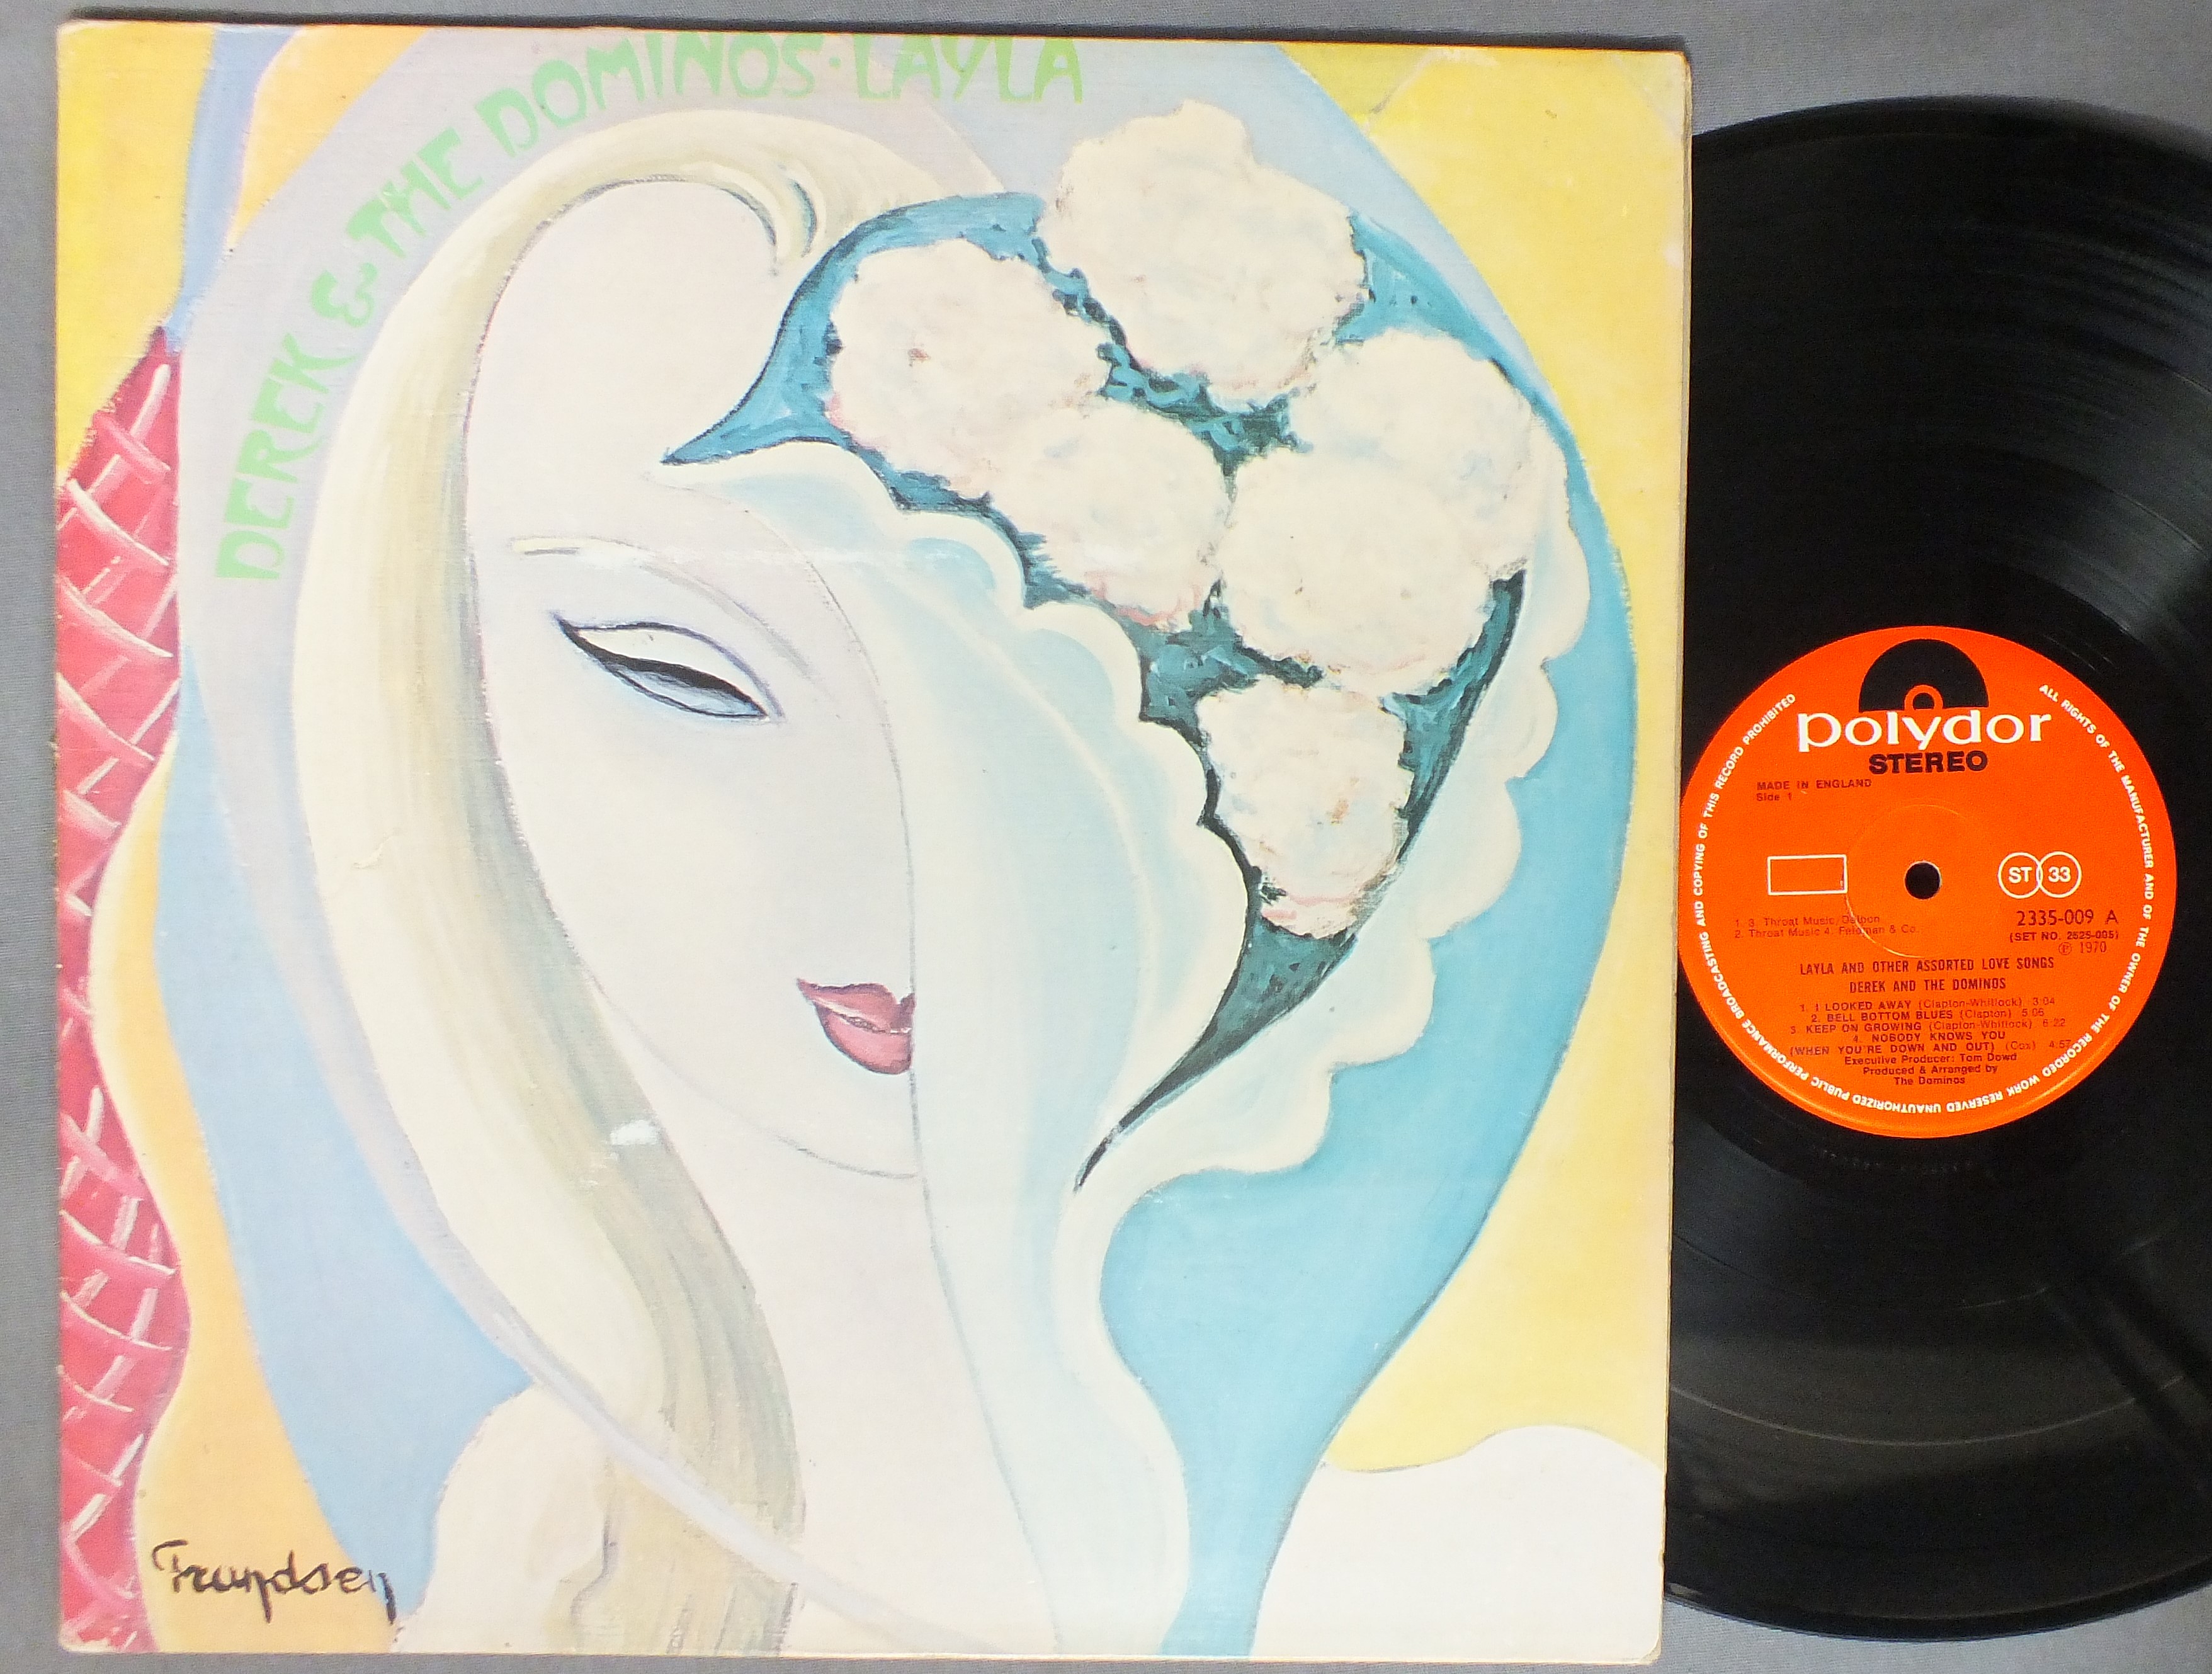 DEREK & THE DOMINOS · LAYLA
Frandsen
polydor
STEREO
MADE IN ENGLAND
Side 1
ST 33
1. 3. Throat Music/Delpon.
2. Throat Music 4. Feldman & Co.
2335-009 A
(SET NO. 2625-005)
℗ 1970
LAYLA AND OTHER ASSORTED LOVE SONGS
DEREK AND THE DOMINOS
1. I LOOKED AWAY (Clapton-Whitlock) 3:04
2. BELL BOTTOM BLUES (Clapton) 5:06
3. KEEP ON GROWING (Clapton-Whitlock) 6:22
4. NOBODY KNOWS YOU
(WHEN YOU'RE DOWN AND OUT) (Cox) 4:57
Executive Producer: Tom Dowd
Produced & Arranged by
The Dominos
ALL RIGHTS OF THE MANUFACTURER AND OF THE OWNER OF THE RECORDED WORK RESERVED UNAUTHORIZED PUBLIC PERFORMANCE BROADCASTING AND COPYING OF THIS RECORD PROHIBITED